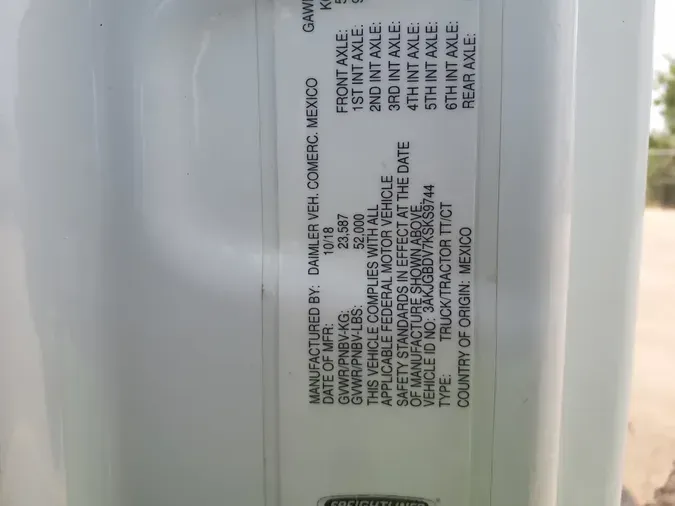 MANUFACTURED BY: DAIMLER VEH. COMERC. MEXICO
DATE OF MFR: 10/18
GVWR/PNBV-KG: 23,587
GVWR/PNBV-LBS: 52,000
THIS VEHICLE COMPLIES WITH ALL
APPLICABLE FEDERAL MOTOR VEHICLE
SAFETY STANDARDS IN EFFECT AT THE DATE
OF MANUFACTURE SHOWN ABOVE.
VEHICLE ID NO: 3AKJGBDV7KSKS9744
TYPE: TRUCK/TRACTOR TT/CT
COUNTRY OF ORIGIN: MEXICO
FRONT AXLE:
1ST INT AXLE:
2ND INT AXLE:
3RD INT AXLE:
4TH INT AXLE:
5TH INT AXLE:
6TH INT AXLE:
REAR AXLE:
FREIGHTLINER